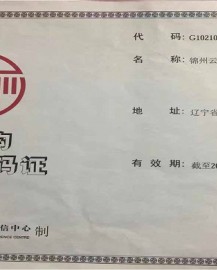 代 码: G10210
名 称: 锦州云
地 址: 辽宁省
的
码证
有 效 期: 截至20
信中心 制